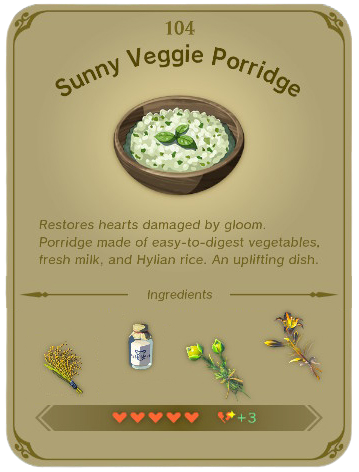 104
Sunny Veggie Porridge
Restores hearts damaged by gloom.
Porridge made of easy-to-digest vegetables,
fresh milk, and Hylian rice. An uplifting dish.
Ingredients
+3